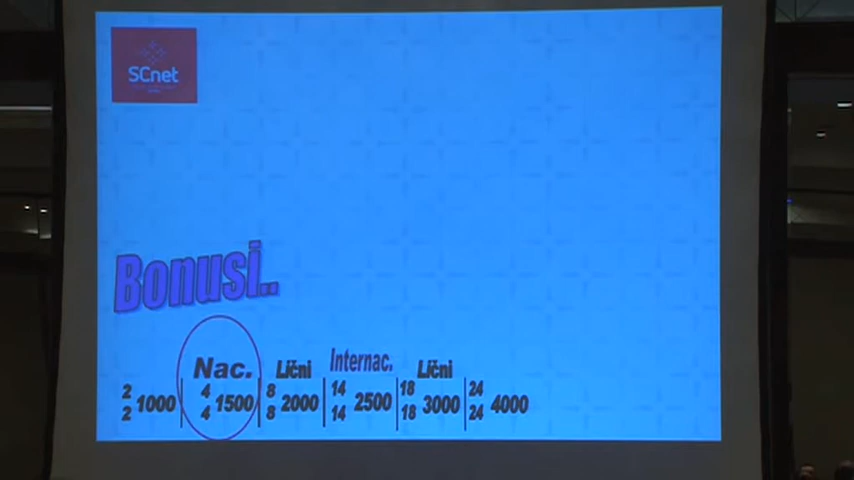 SCnet
Bonusi..
Nac. Lični Internac. Lični
2 4 8 14 18 24
1000 1500 2000 2500 3000 4000
2 4 8 14 18 24